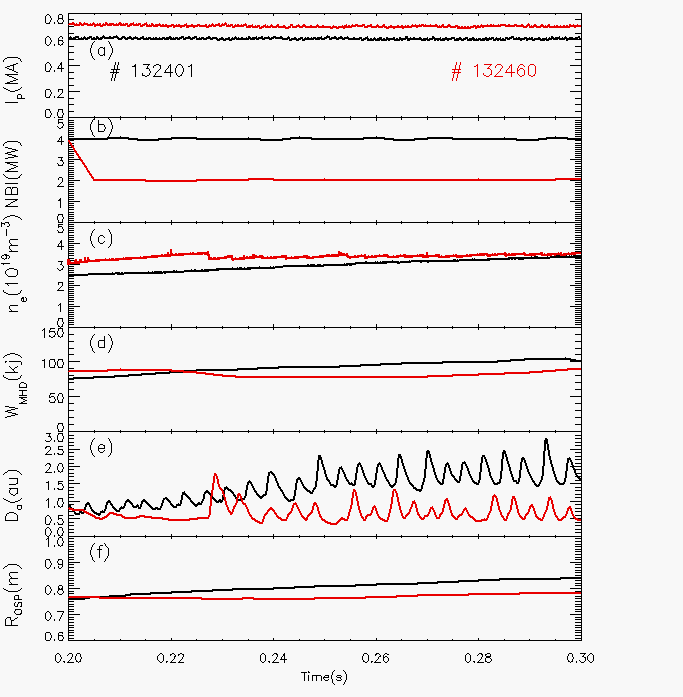 0.8
0.6
0.4
0.2
0.0
I_P(MA)
(a)
# 132401
# 132460
5
4
3
2
1
0
NBI(MW)
(b)
5
4
3
2
1
0
n_e(10^19 m^-3)
(c)
150
100
50
0
W_MHD(kj)
(d)
3.0
2.5
2.0
1.5
1.0
0.5
0.0
D_α(au)
(e)
1.0
0.9
0.8
0.7
0.6
R_OSP(m)
(f)
0.20 0.22 0.24 0.26 0.28 0.30
Time(s)